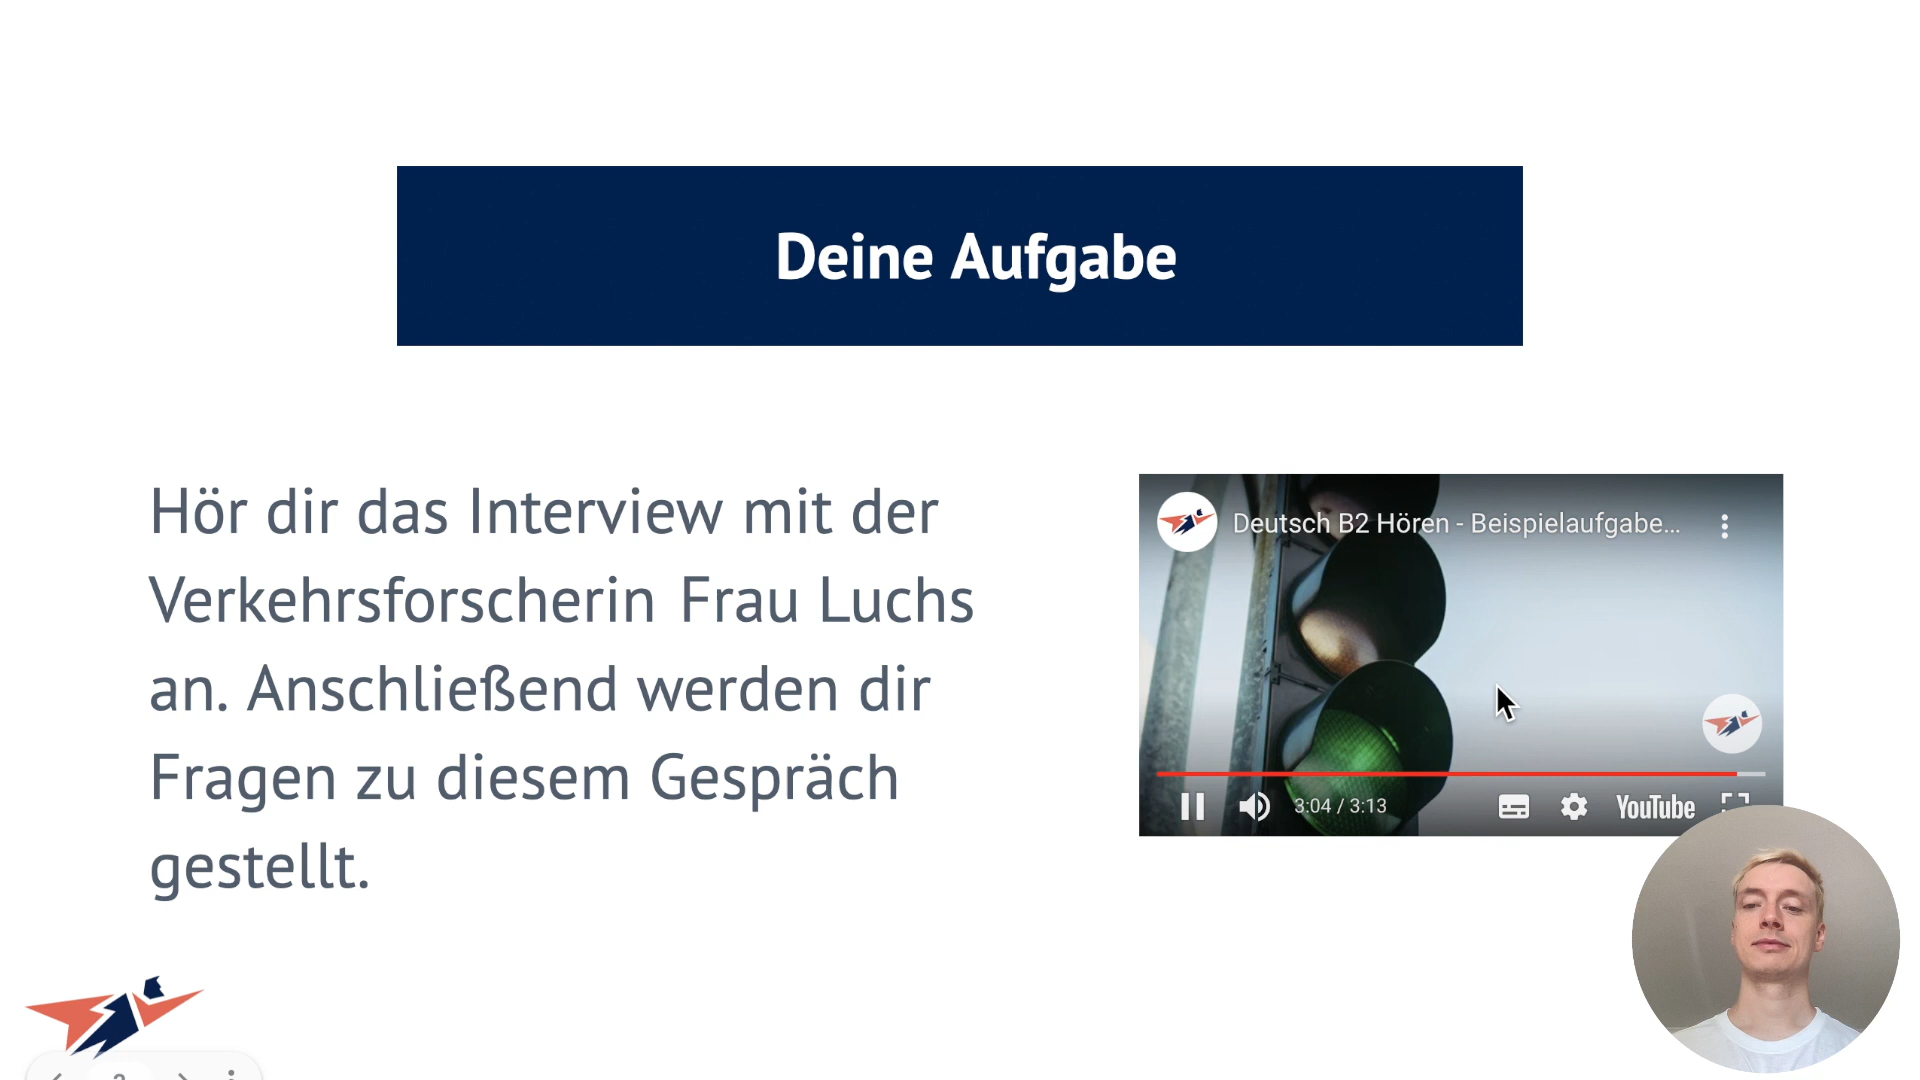 Deine Aufgabe
Hör dir das Interview mit der
Verkehrsforscherin Frau Luchs
an. Anschließend werden dir
Fragen zu diesem Gespräch
gestellt.
Deutsch B2 Hören - Beispielaufgabe...
3:04 / 3:13
YouTube